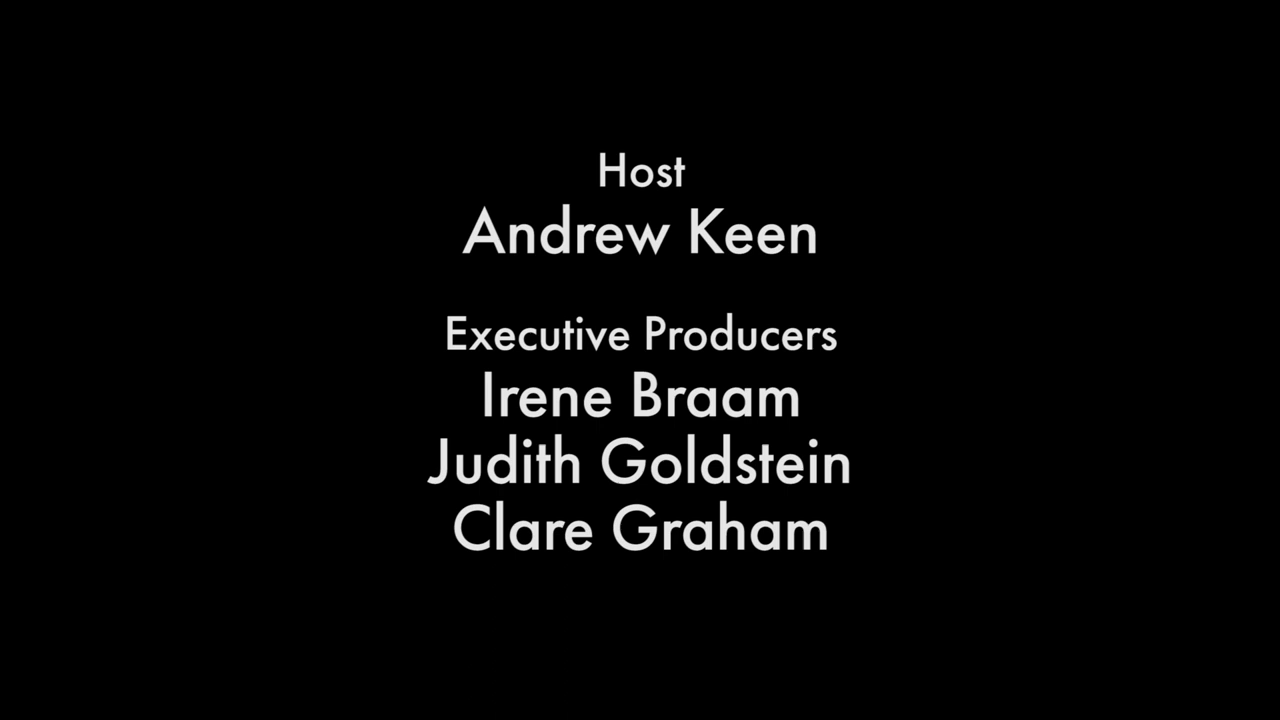 Host
Andrew Keen
Executive Producers
Irene Braam
Judith Goldstein
Clare Graham